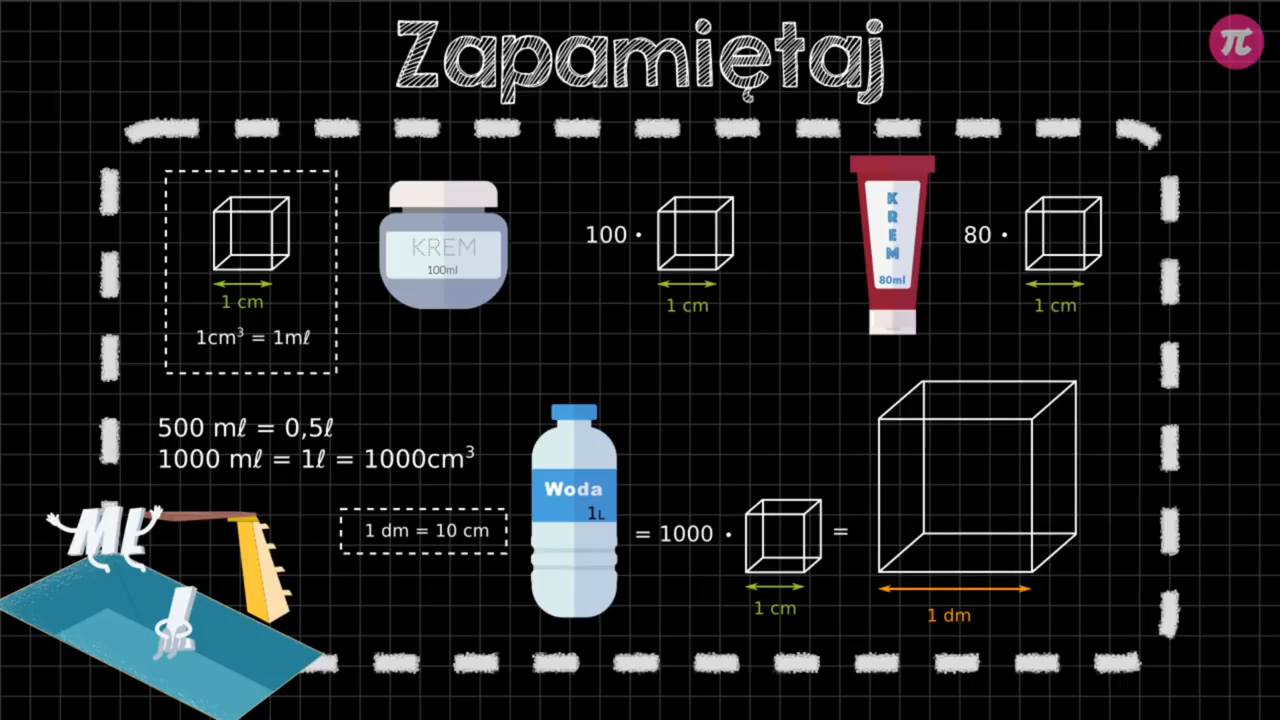 Zapamiętaj
π
1 cm
1cm³ = 1mℓ
KREM
100ml
100 •
1 cm
KREM
80ml
80 •
1 cm
500 mℓ = 0,5ℓ
1000 mℓ = 1ℓ = 1000cm³
1 dm = 10 cm
Woda
1L
= 1000 •
1 cm
=
1 dm
ML